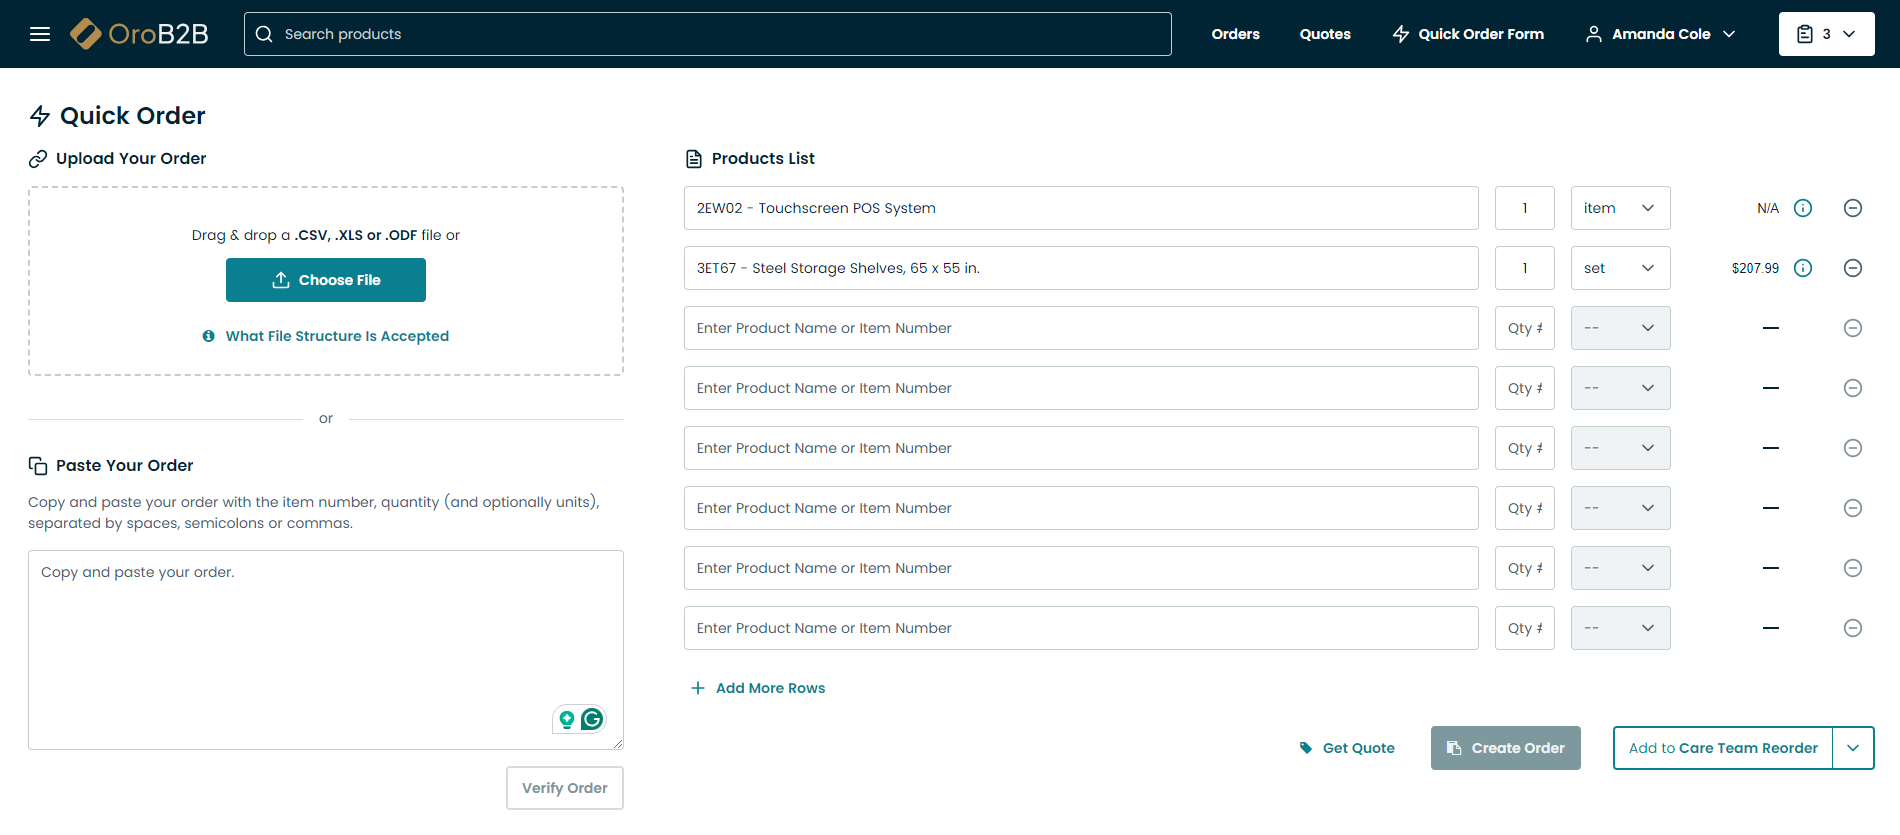 OroB2B
Search products
Orders
Quotes
Quick Order Form
Amanda Cole
3
Quick Order
Upload Your Order
Drag & drop a .CSV, .XLS or .ODF file or
Choose File
What File Structure Is Accepted
or
Paste Your Order
Copy and paste your order with the item number, quantity (and optionally units),
separated by spaces, semicolons or commas.
Copy and paste your order.
Verify Order
Products List
2EW02 - Touchscreen POS System 1 item N/A
3ET67 - Steel Storage Shelves, 65 x 55 in. 1 set $207.99
Enter Product Name or Item Number Qty # --
Enter Product Name or Item Number Qty # --
Enter Product Name or Item Number Qty # --
Enter Product Name or Item Number Qty # --
Enter Product Name or Item Number Qty # --
Enter Product Name or Item Number Qty # --
Add More Rows
Get Quote
Create Order
Add to Care Team Reorder